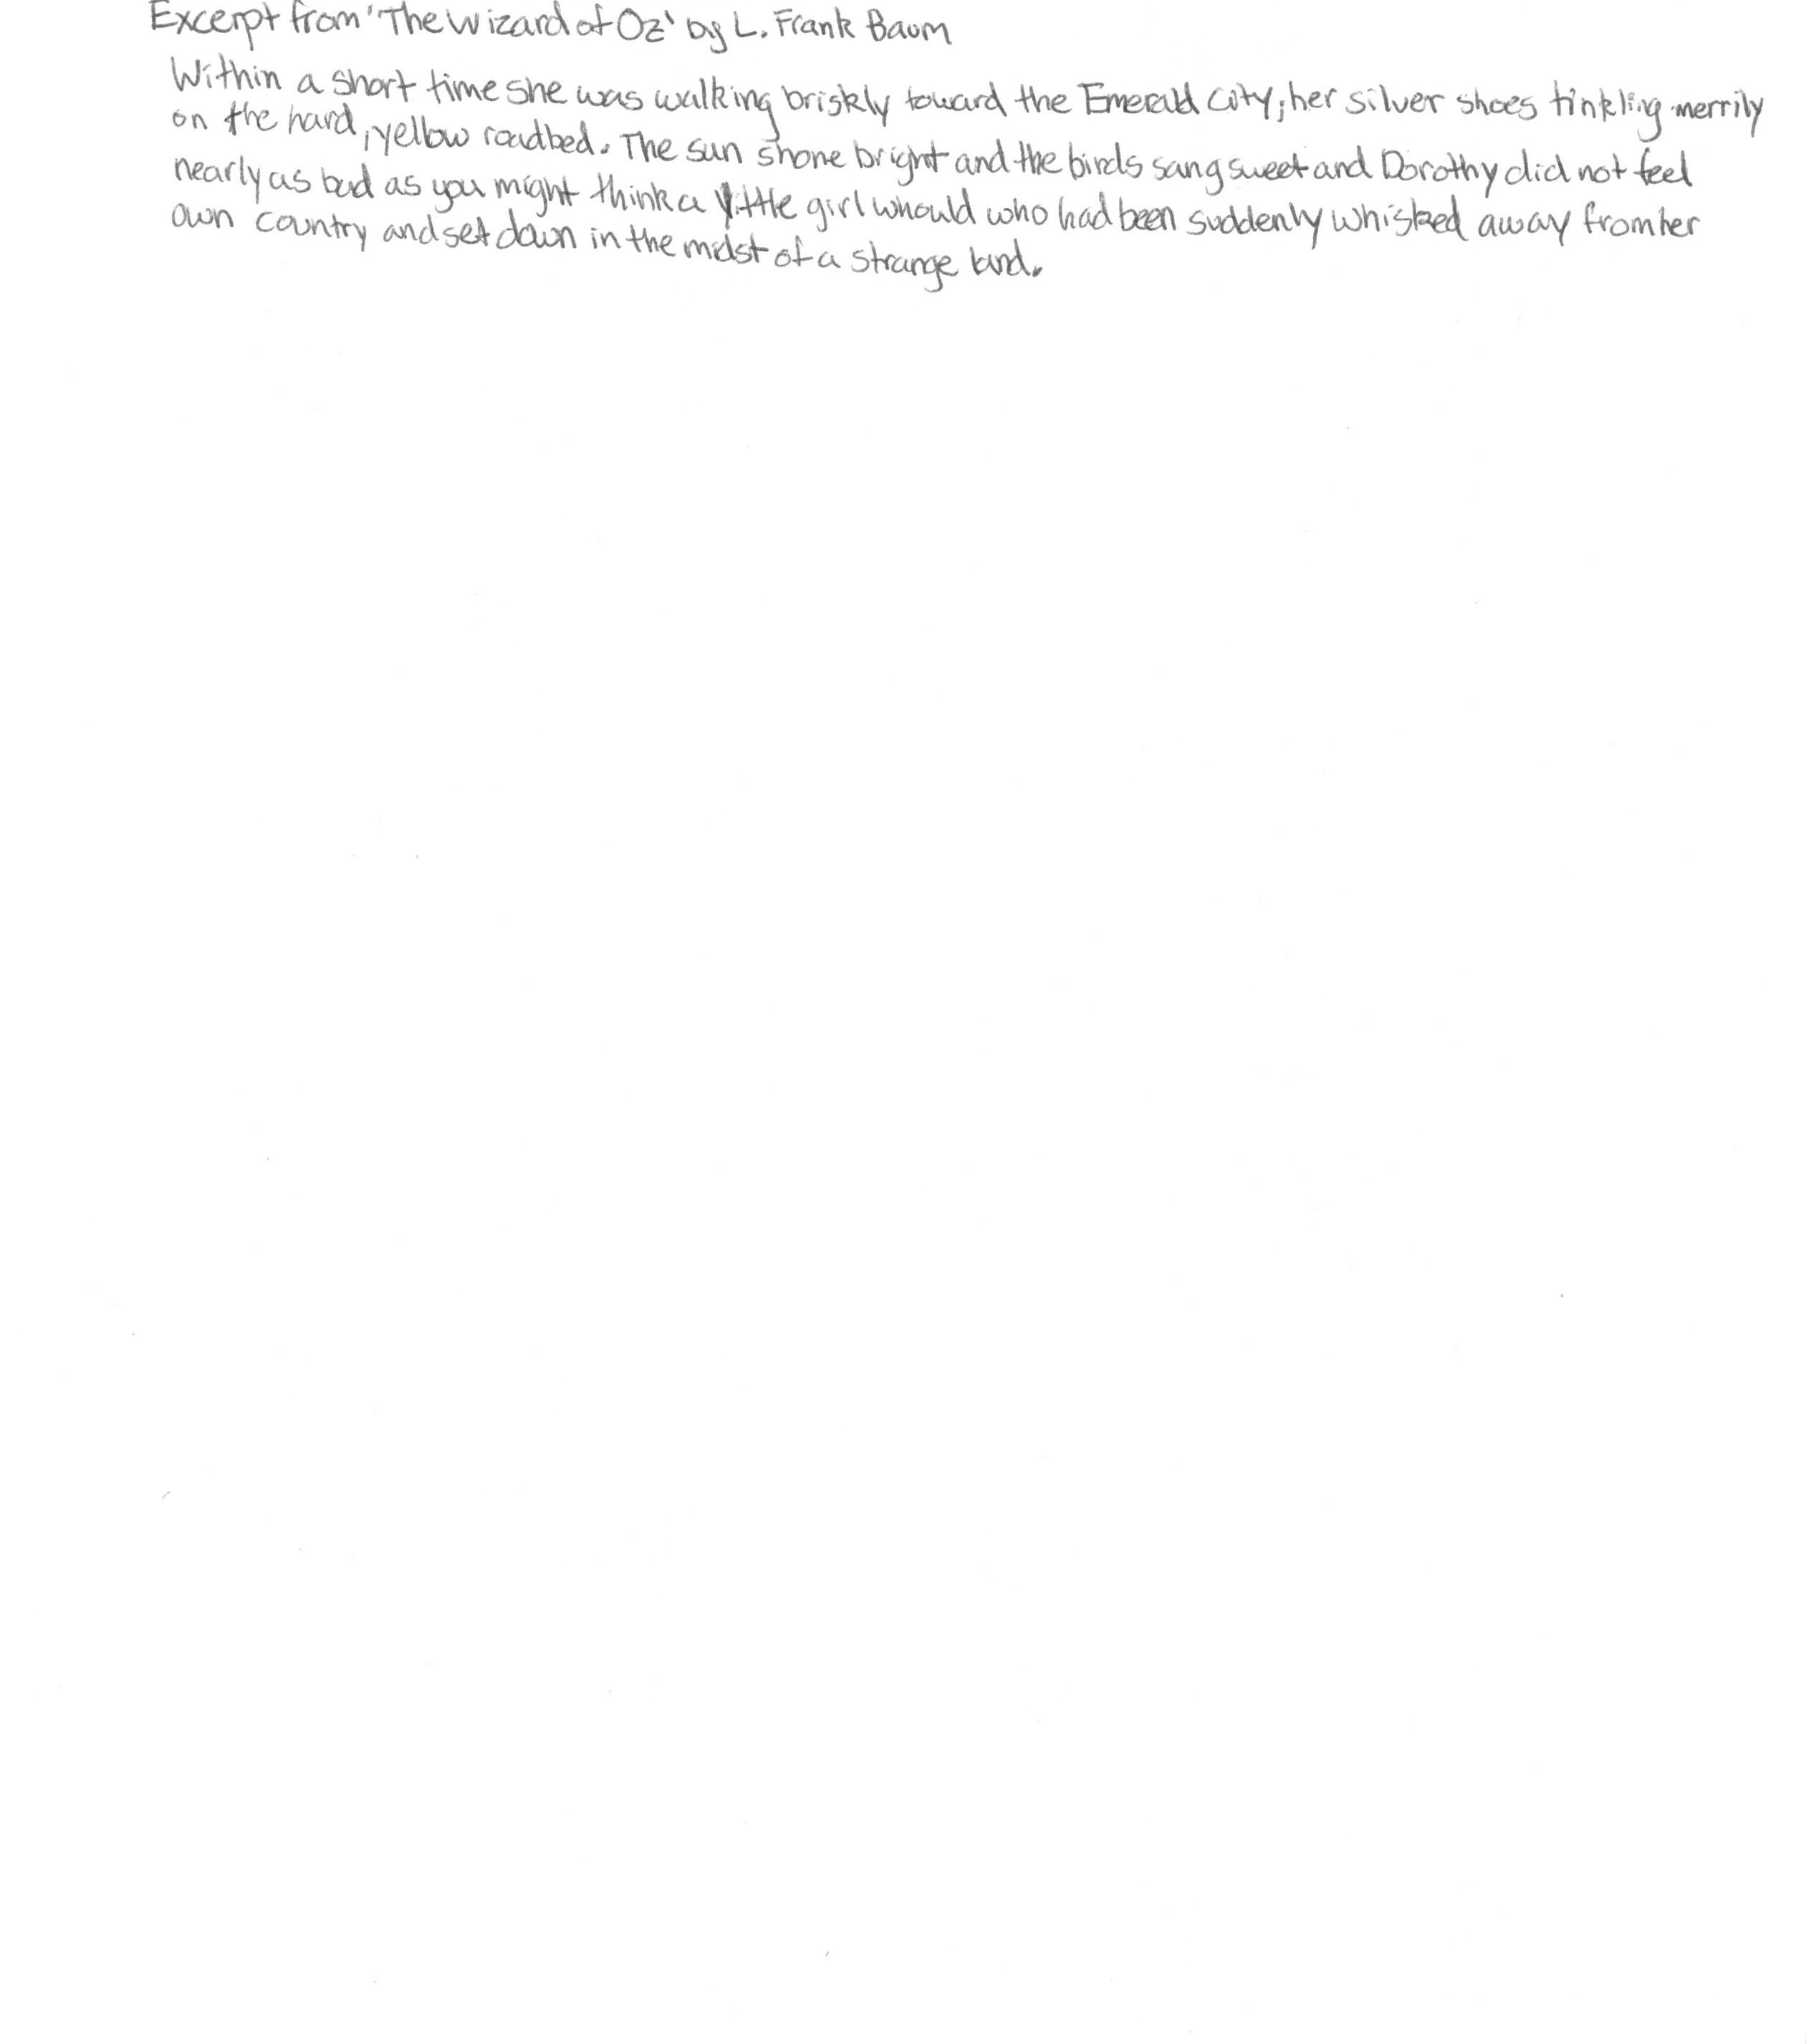 Excerpt from 'The Wizard of Oz' by L. Frank Baum
Within a short time she was walking briskly toward the Emerald City, her silver shoes tinkling merrily
on the hard, yellow roadbed. The sun shone bright and the birds sang sweet and Dorothy did not feel
nearly as bad as you might think a little girl whould who had been suddenly whisked away from her
own country and set down in the midst of a strange land.